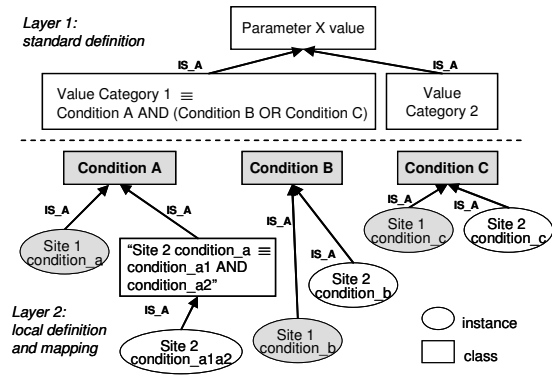 Layer 1:
standard definition
Parameter X value
IS_A
IS_A
Value Category 1 ≡
Condition A AND (Condition B OR Condition C)
Value
Category 2
Condition A
Condition B
Condition C
IS_A
IS_A
IS_A
IS_A
IS_A
IS_A
Site 1
condition_a
"Site 2 condition_a ≡
condition_a1 AND
condition_a2"
Site 1
condition_c
Site 2
condition_c
Site 2
condition_b
Layer 2:
local definition
and mapping
IS_A
Site 2
condition_a1a2
Site 1
condition_b
instance
class